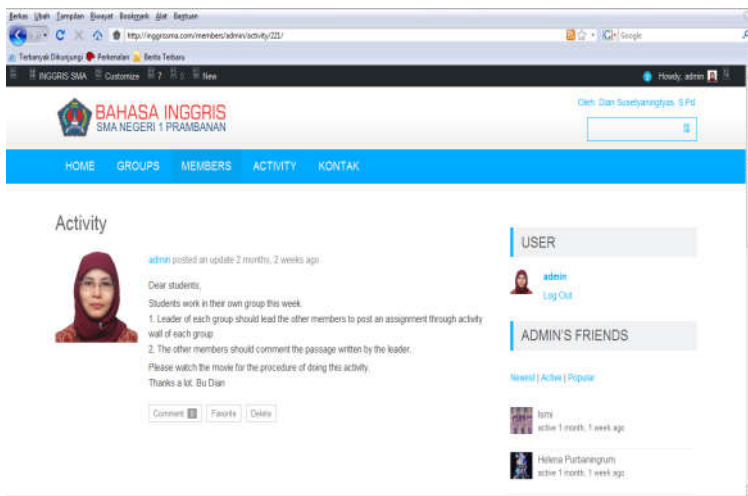 Berkas Ubah Tampilan Riwayat Bookmark Alat Bantuan
http://inggrissma.com/members/admin/activity/221/
Google
Terbanyak Dikunjungi Perkenalan Berita Terbaru
INGGRIS SMA Customize 7 0 New
Howdy, admin
BAHASA INGGRIS
SMA NEGERI 1 PRAMBANAN
Oleh: Dian Susetyaningtyas, S.Pd.
HOME GROUPS MEMBERS ACTIVITY KONTAK
Activity
admin posted an update 2 months, 2 weeks ago
Dear students,
Students work in their own group this week.
1. Leader of each group should lead the other members to post an assignment through activity
wall of each group
2. The other members should comment the passage written by the leader.
Please watch the movie for the procedure of doing this activity.
Thanks a lot. Bu Dian
Comment Favorite Delete
USER
admin
Log Out
ADMIN'S FRIENDS
Newest | Active | Popular
Ismi
active 1 month, 1 week ago
Helena Purbaningrum
active 1 month, 1 week ago